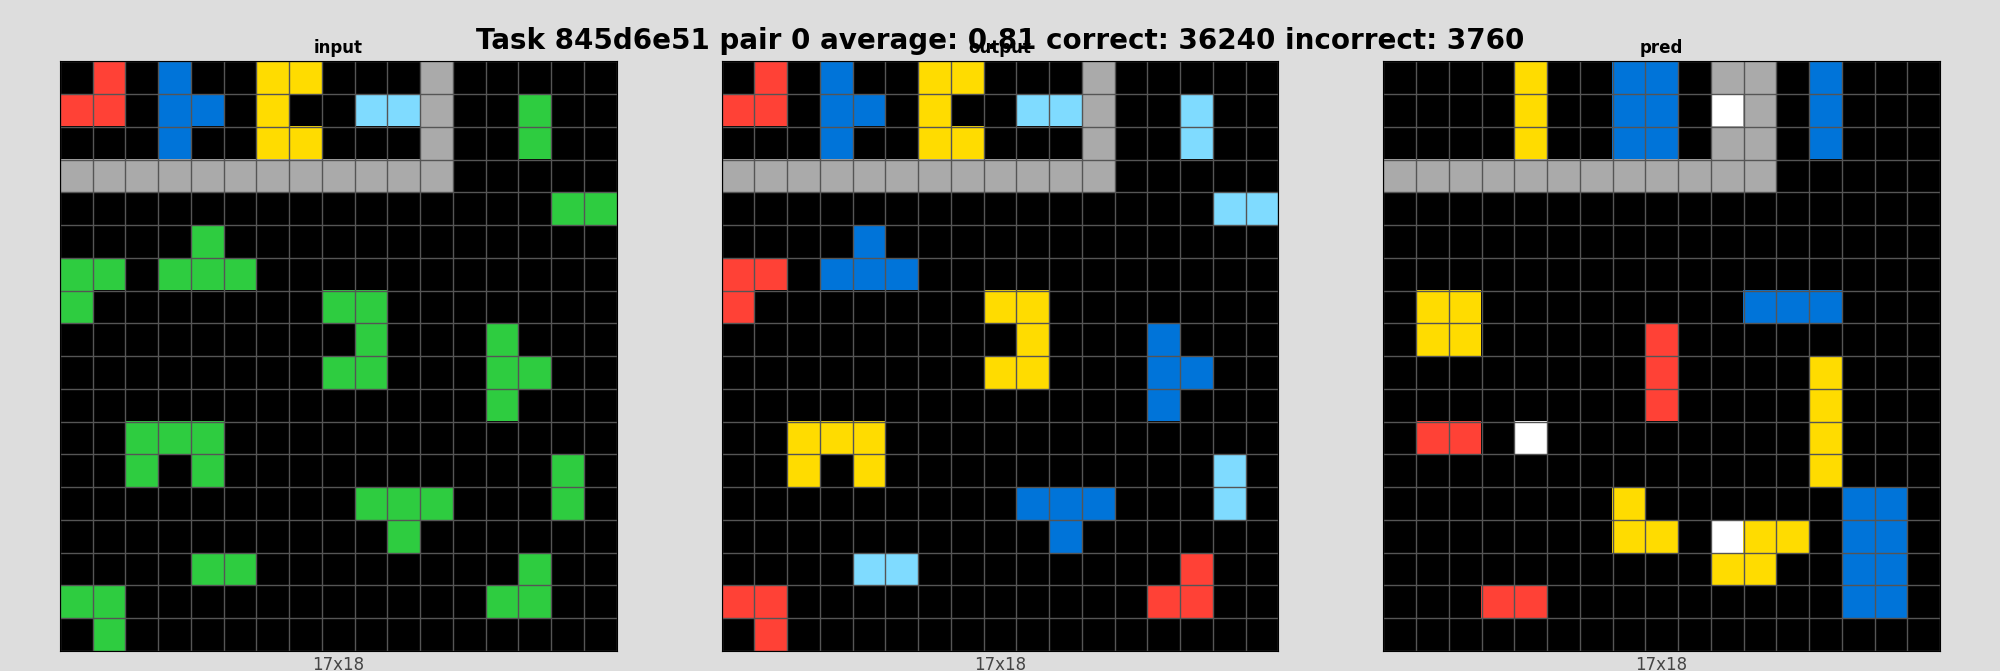 Task 845d6e51 pair 0 average: 0.81 correct: 36240 incorrect: 3760
input
output
pred
17x18
17x18
17x18